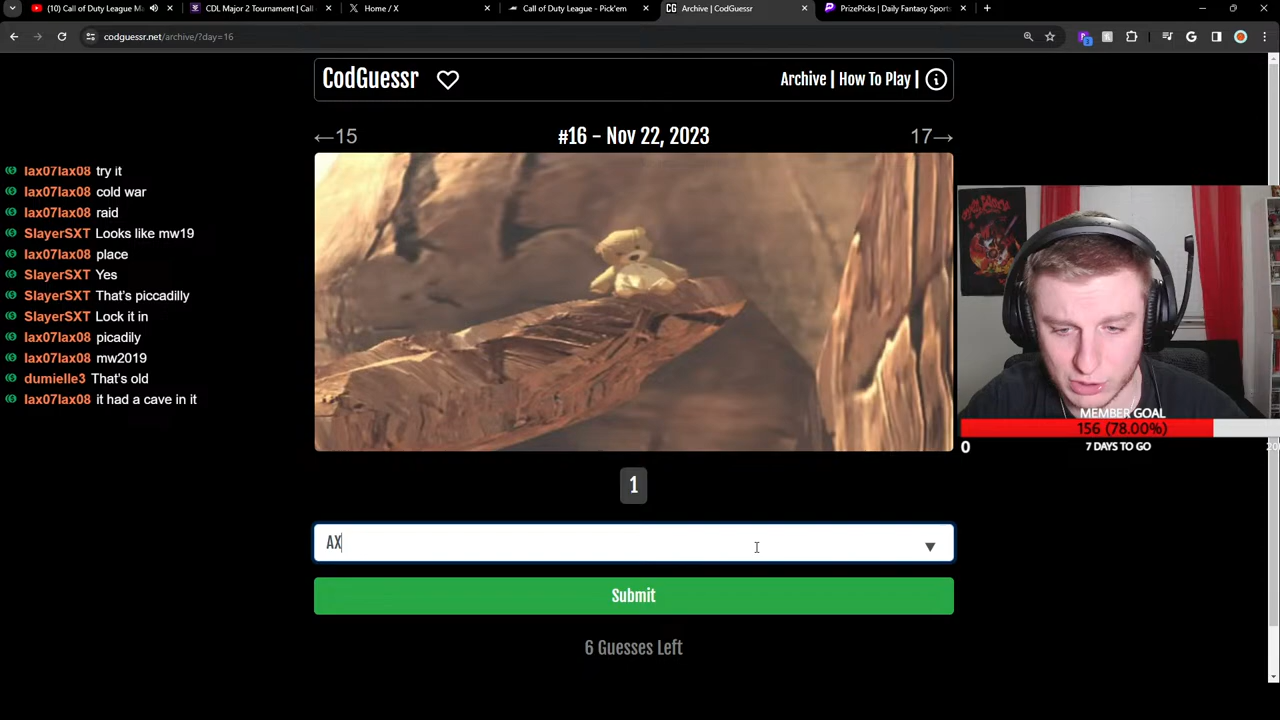 (10) Call of Duty League Ma
CDL Major 2 Tournament | Call
Home / X
Call of Duty League - Pick'em
CG Archive | CodGuessr
PrizePicks | Daily Fantasy Sports
codguessr.net/archive/?day=16
CodGuessr
Archive | How To Play |
←15
#16 - Nov 22, 2023
17→
lax07lax08 try it
lax07lax08 cold war
lax07lax08 raid
SlayerSXT Looks like mw19
lax07lax08 place
SlayerSXT Yes
SlayerSXT That's piccadilly
SlayerSXT Lock it in
lax07lax08 picadily
lax07lax08 mw2019
dumielle3 That's old
lax07lax08 it had a cave in it
MEMBER GOAL
156 (78.00%)
0
20
7 DAYS TO GO
1
AX
Submit
6 Guesses Left